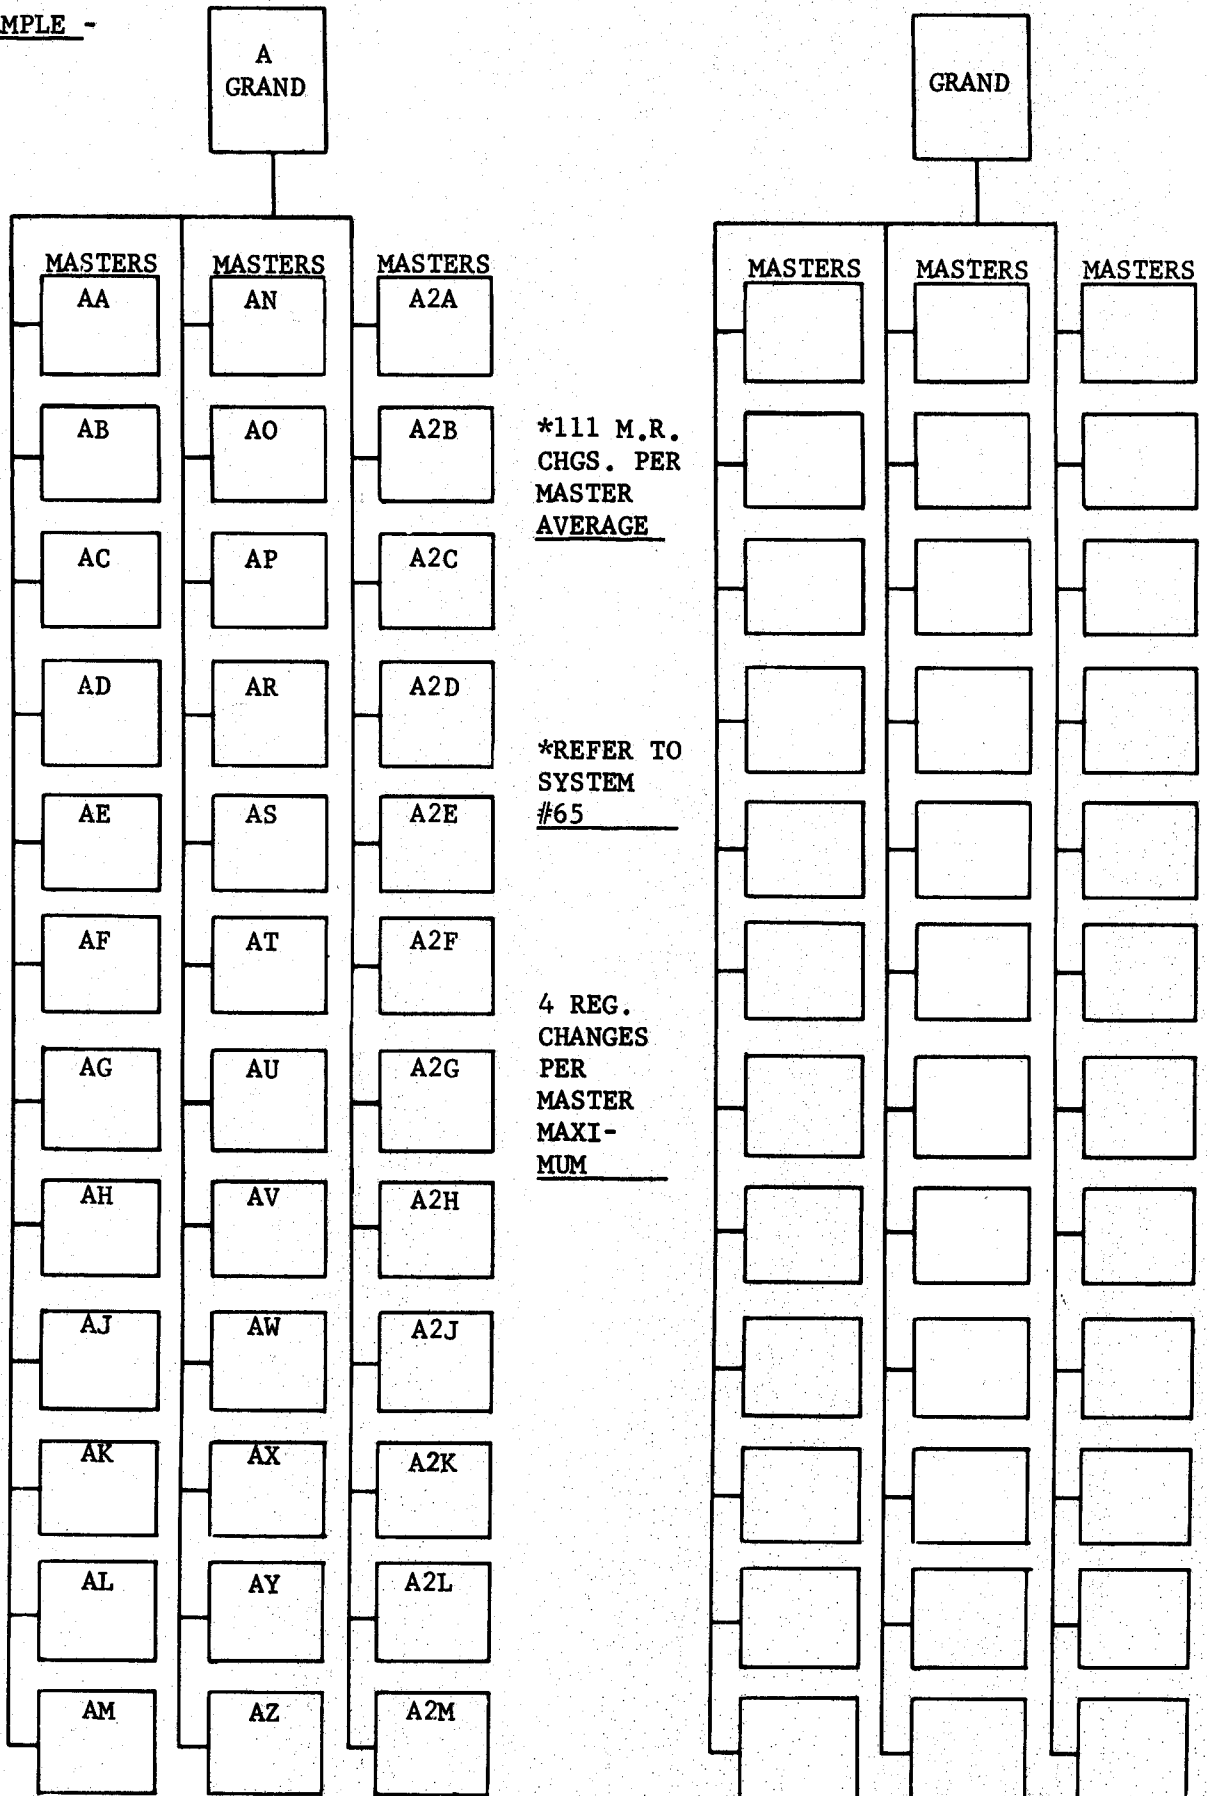 MPLE -
A
GRAND
MASTERS MASTERS MASTERS
AA AN A2A
AB AO A2B
AC AP A2C
AD AR A2D
AE AS A2E
AF AT A2F
AG AU A2G
AH AV A2H
AJ AW A2J
AK AX A2K
AL AY A2L
AM AZ A2M
*111 M.R.
CHGS. PER
MASTER
AVERAGE
*REFER TO
SYSTEM
#65
4 REG.
CHANGES
PER
MASTER
MAXI-
MUM
GRAND
MASTERS MASTERS MASTERS